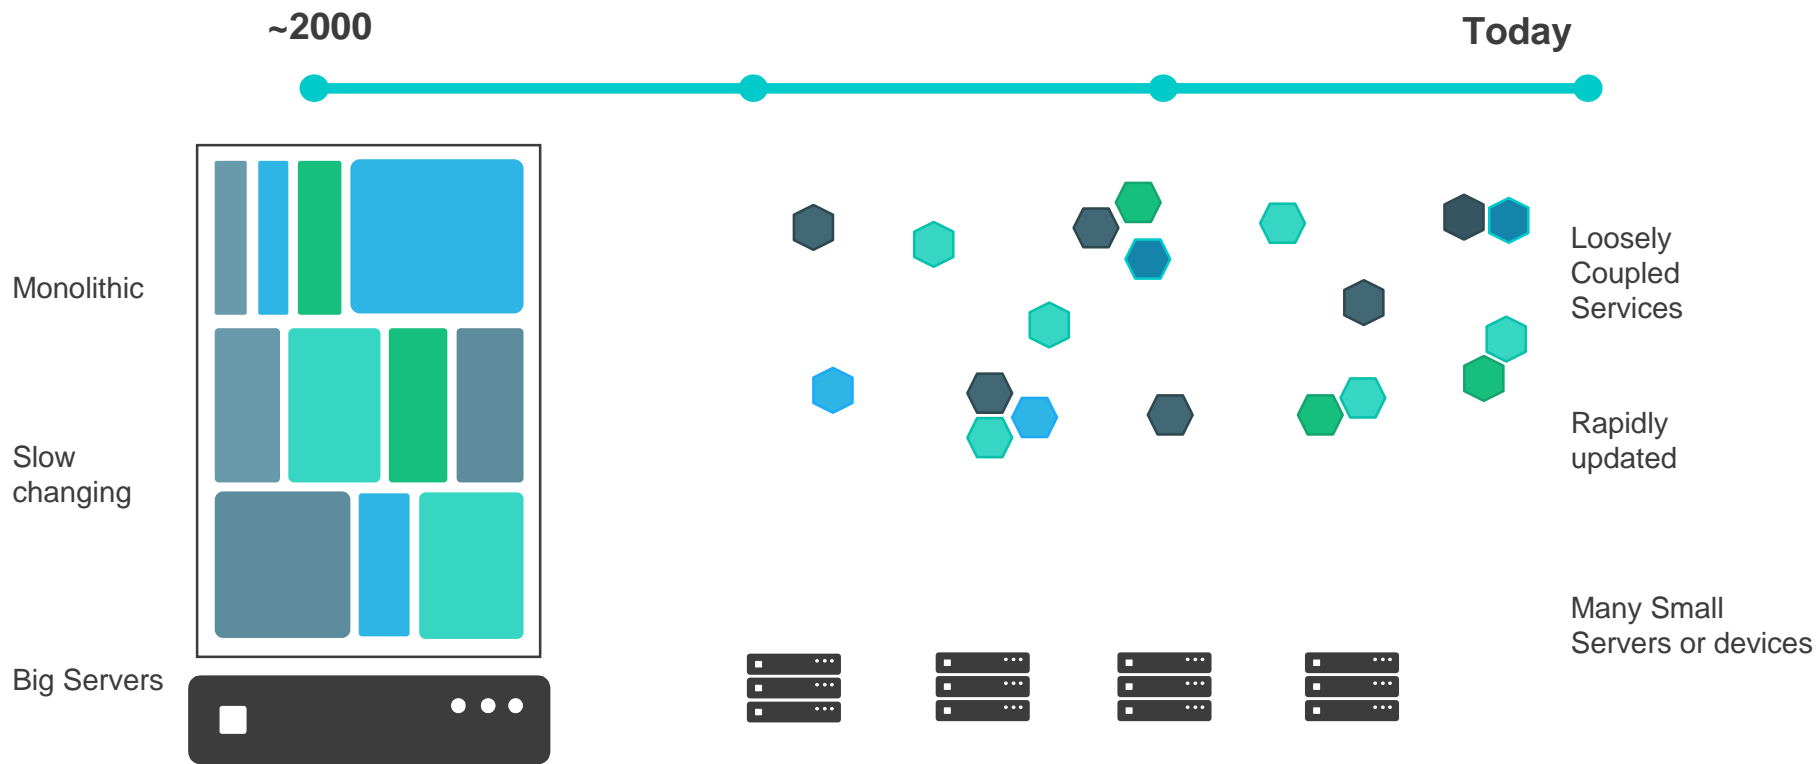 ~2000
Today
Monolithic
Slow
changing
Big Servers
Loosely
Coupled
Services
Rapidly
updated
Many Small
Servers or devices